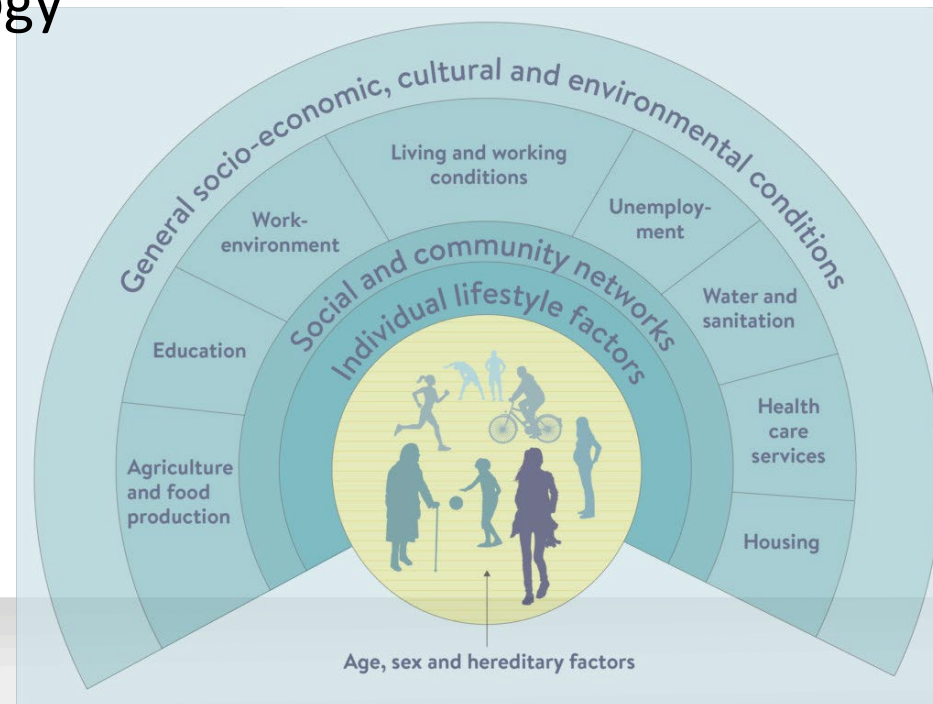 ogy
General socio-economic, cultural and environmental conditions
Living and working
conditions
Work-
environment
Unemploy-
ment
Social and community networks
Individual lifestyle factors
Water and
sanitation
Education
Health
care
services
Agriculture
and food
production
Housing
Age, sex and hereditary factors